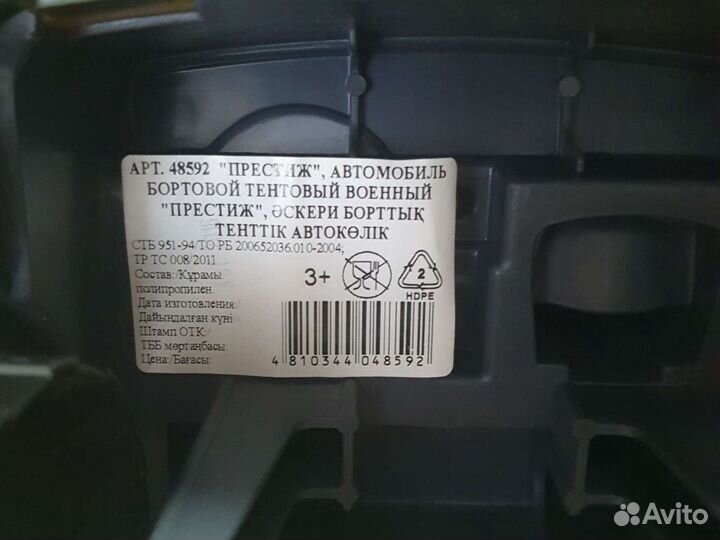 АРТ. 48592 "ПРЕСТИЖ", АВТОМОБИЛЬ
БОРТОВОЙ ТЕНТОВЫЙ ВОЕННЫЙ
"ПРЕСТИЖ", ӘСКЕРИ БОРТТЫҚ
ТЕНТТІК АВТОКӨЛІК
СТБ 951-94/ТО РБ 200652036.010-2004;
ТР ТС 008/2011
Состав:/Құрамы
полипропилен
Дата изготовления:/
Дайындалған күні
Штамп ОТК:/
ТББ мөртаңбасы
Цена:/Бағасы:
3+
2
HDPE
4 810344 048592
Avito